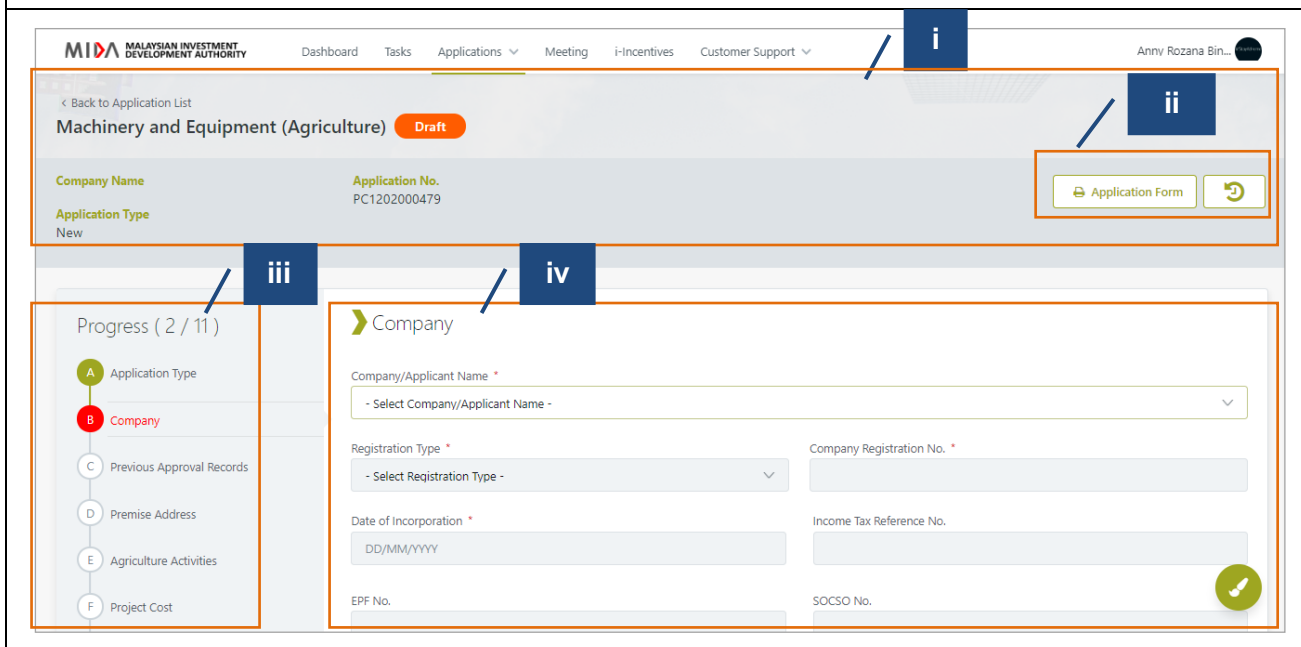 i
MIDA MALAYSIAN INVESTMENT DEVELOPMENT AUTHORITY Dashboard Tasks Applications Meeting i-Incentives Customer Support Anny Rozana Bin...
ii
< Back to Application List
Machinery and Equipment (Agriculture) Draft
Company Name Application No.
PC1202000479
Application Form
Application Type
New
iii
iv
Progress ( 2 / 11 )
A Application Type
B Company
C Previous Approval Records
D Premise Address
E Agriculture Activities
F Project Cost
Company
Company/Applicant Name *
- Select Company/Applicant Name -
Registration Type * Company Registration No. *
- Select Registration Type -
Date of Incorporation * Income Tax Reference No.
DD/MM/YYYY
EPF No. SOCSO No.